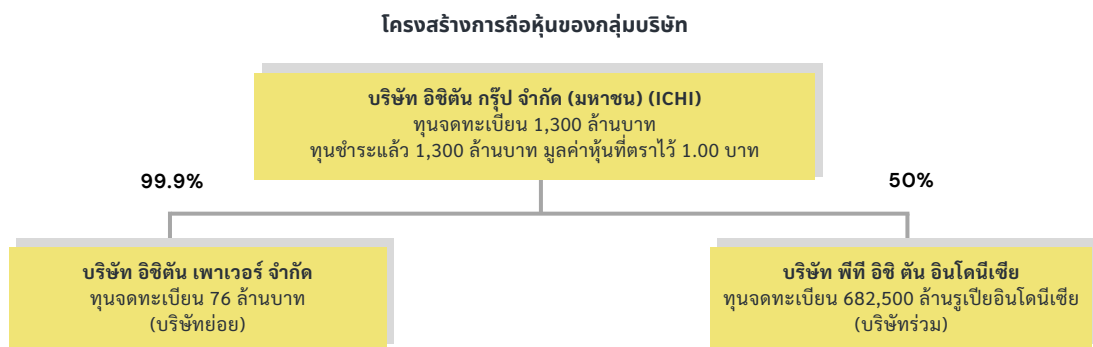 โครงสร้างการถือหุ้นของกลุ่มบริษัท
บริษัท อิชิตัน กรุ๊ป จำกัด (มหาชน) (ICHI)
ทุนจดทะเบียน 1,300 ล้านบาท
ทุนชำระแล้ว 1,300 ล้านบาท มูลค่าหุ้นที่ตราไว้ 1.00 บาท
99.9%
50%
บริษัท อิชิตัน เพาเวอร์ จำกัด
ทุนจดทะเบียน 76 ล้านบาท
(บริษัทย่อย)
บริษัท พีที อิชิ ตัน อินโดนีเซีย
ทุนจดทะเบียน 682,500 ล้านรูเปียอินโดนีเซีย
(บริษัทร่วม)